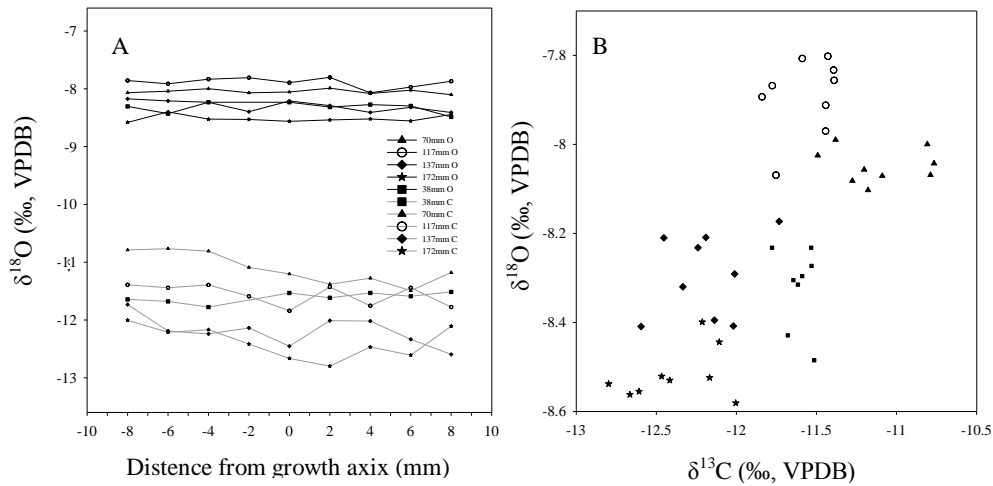 A
δ18O (‰, VPDB)
-7
-8
-9
-10
-11
-12
-13
70mm O
117mm O
137mm O
172mm O
38mm O
38mm C
70mm C
117mm C
137mm C
172mm C
-10 -8 -6 -4 -2 0 2 4 6 8 10
Distence from growth axix (mm)
B
δ18O (‰, VPDB)
-7.8
-8
-8.2
-8.4
-8.6
-13 -12.5 -12 -11.5 -11 -10.5
δ13C (‰, VPDB)